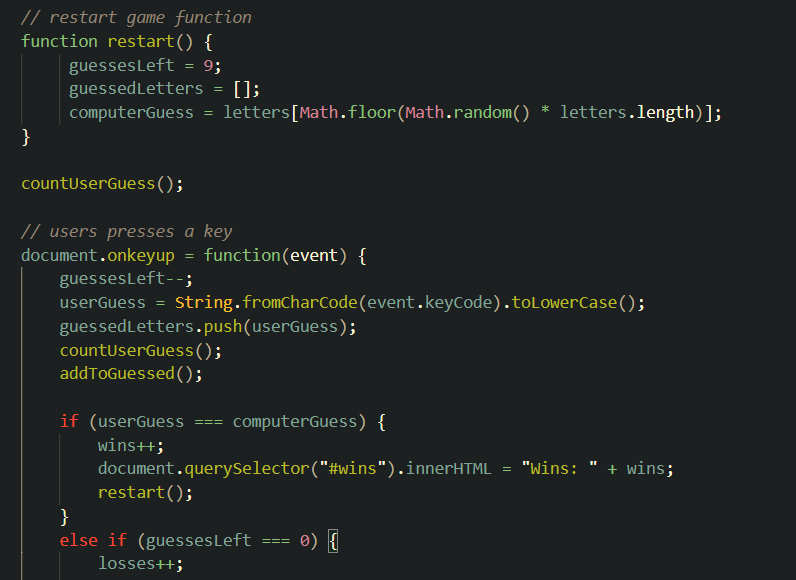 // restart game function
function restart() {
guessesLeft = 9;
guessedLetters = [];
computerGuess = letters[Math.floor(Math.random() * letters.length)];
}
countUserGuess();
// users presses a key
document.onkeyup = function(event) {
guessesLeft--;
userGuess = String.fromCharCode(event.keyCode).toLowerCase();
guessedLetters.push(userGuess);
countUserGuess();
addToGuessed();
if (userGuess === computerGuess) {
wins++;
document.querySelector("#wins").innerHTML = "Wins: " + wins;
restart();
}
else if (guessesLeft === 0) {
losses++;